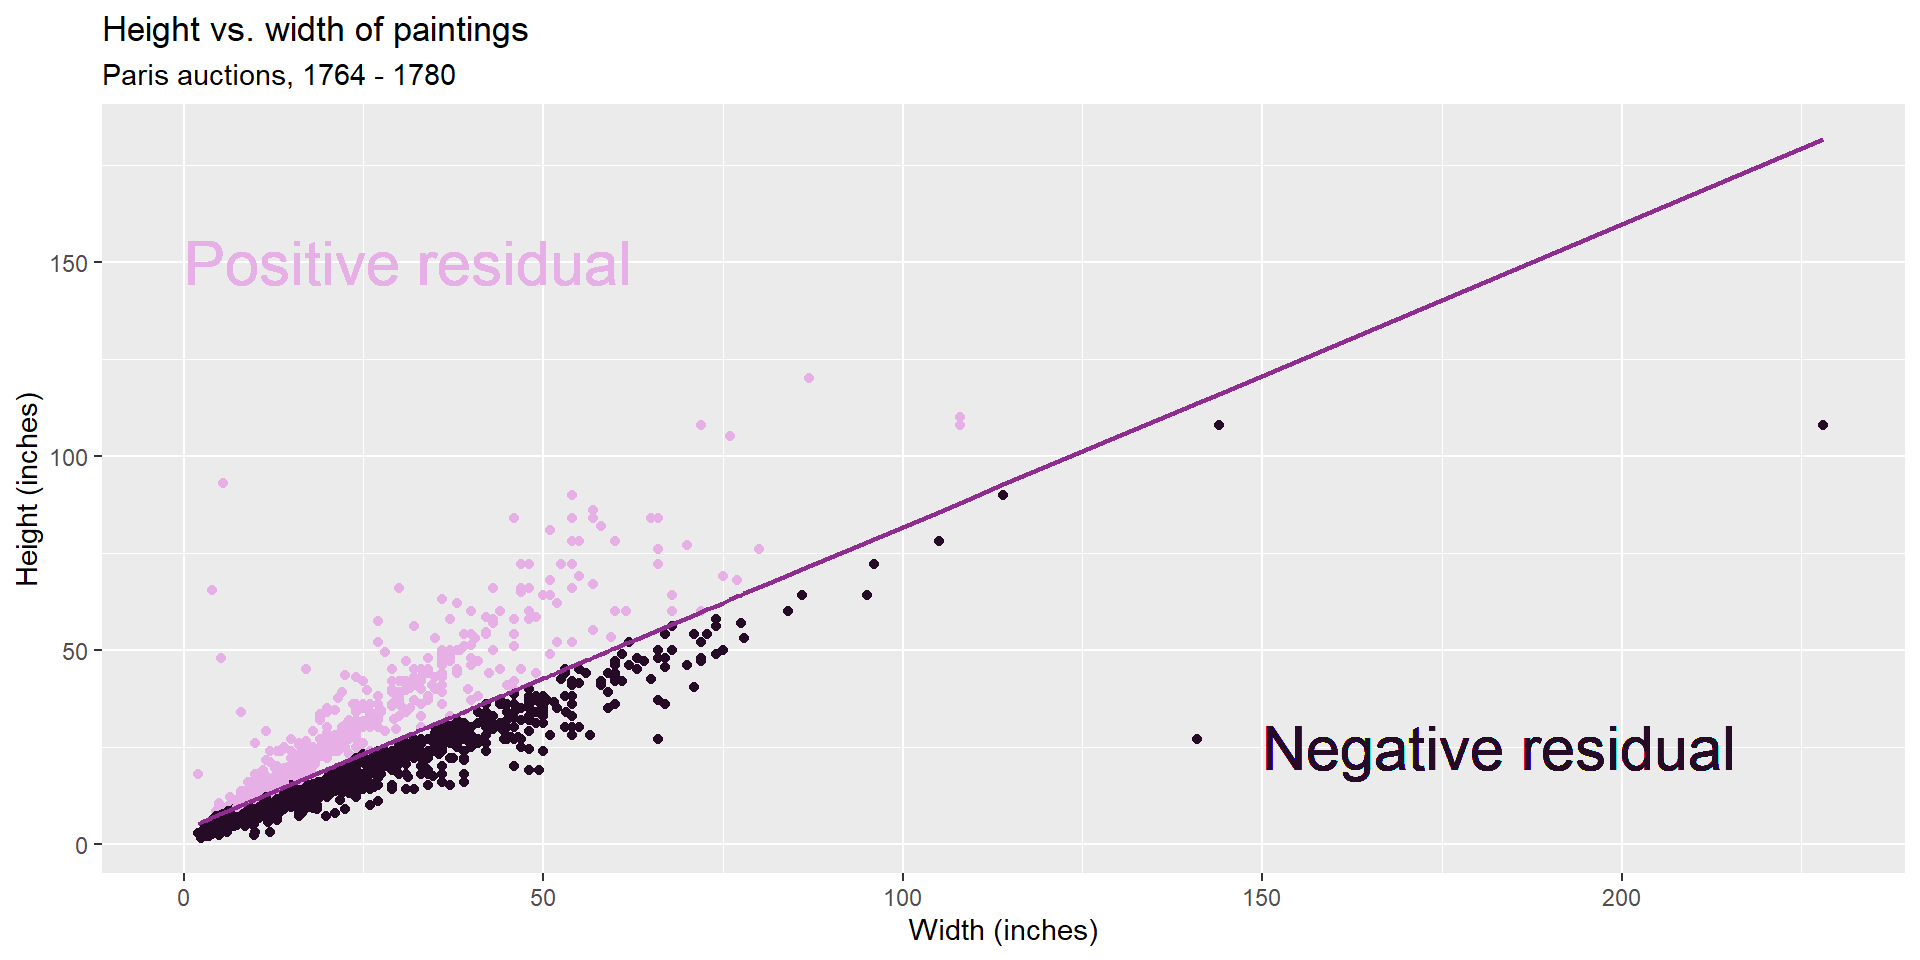 Height vs. width of paintings
Paris auctions, 1764 - 1780
Height (inches)
150
100
50
0
Positive residual
Negative residual
0 50 100 150 200
Width (inches)